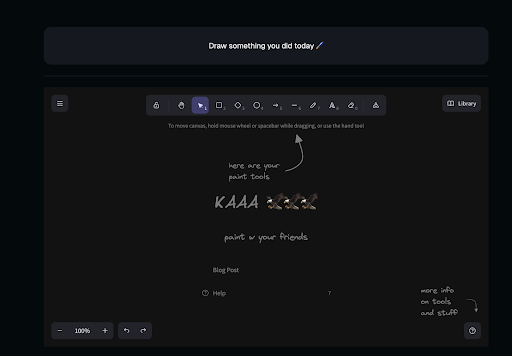 Draw something you did today 🖌️
Library
To move canvas, hold mouse wheel or spacebar while dragging, or use the hand tool
here are your
paint tools
KAAA
paint w your friends
Blog Post
Help ?
more info
on tools
and stuff
− 100% +